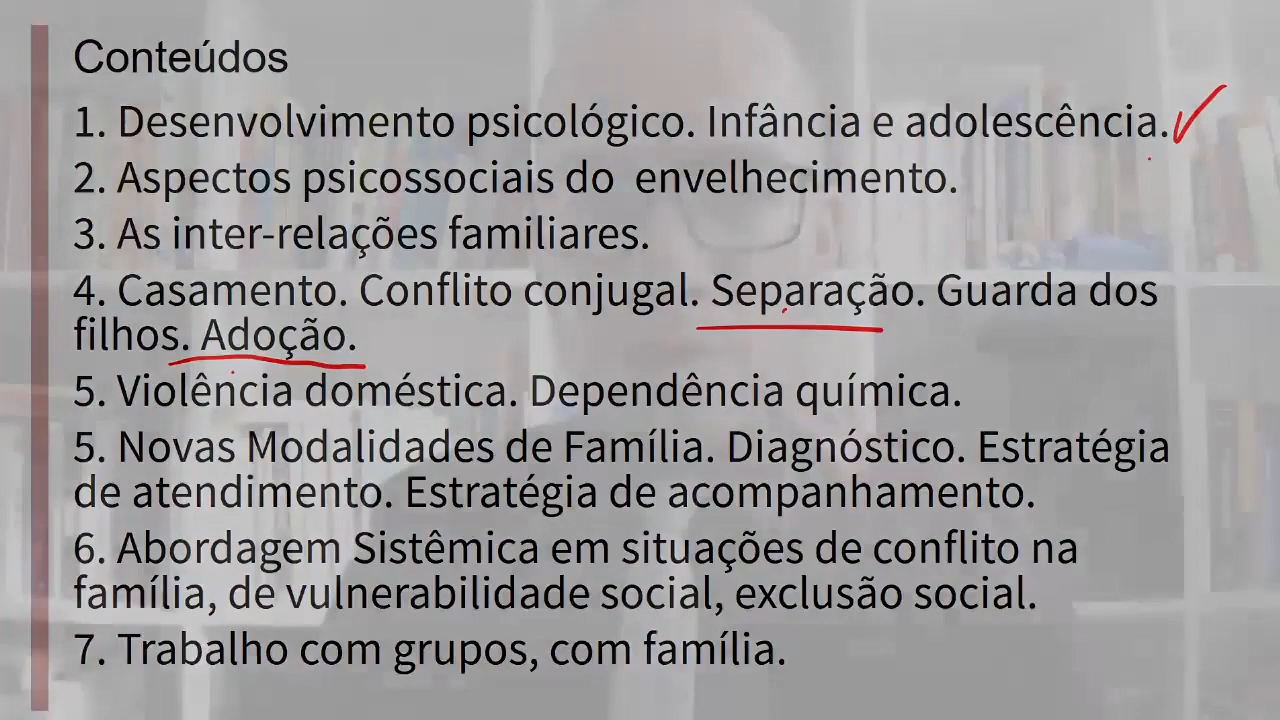 Conteúdos
1. Desenvolvimento psicológico. Infância e adolescência.
2. Aspectos psicossociais do envelhecimento.
3. As inter-relações familiares.
4. Casamento. Conflito conjugal. Separação. Guarda dos
filhos. Adoção.
5. Violência doméstica. Dependência química.
5. Novas Modalidades de Família. Diagnóstico. Estratégia
de atendimento. Estratégia de acompanhamento.
6. Abordagem Sistêmica em situações de conflito na
família, de vulnerabilidade social, exclusão social.
7. Trabalho com grupos, com família.